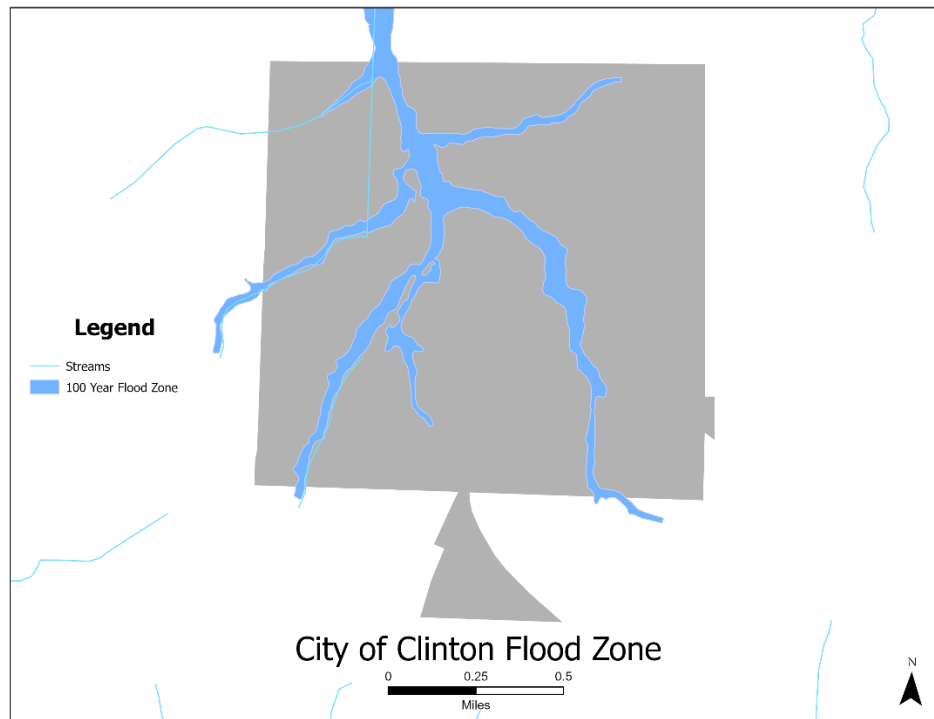 Legend
Streams
100 Year Flood Zone
City of Clinton Flood Zone
0 0.25 0.5
Miles
N